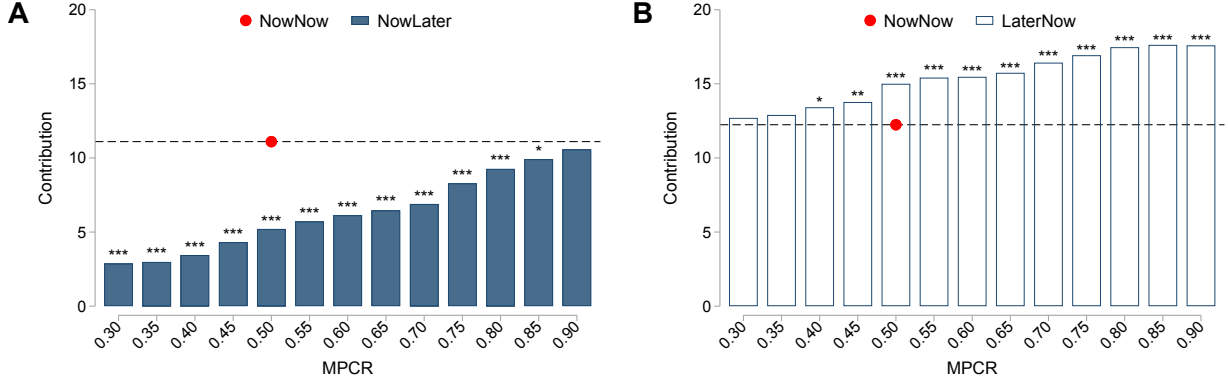 A
NowNow NowLater
Contribution
20
15
10
5
0
*** *** *** *** *** *** *** *** *** *** *** *
0.30 0.35 0.40 0.45 0.50 0.55 0.60 0.65 0.70 0.75 0.80 0.85 0.90
MPCR
B
NowNow LaterNow
Contribution
20
15
10
5
0
* ** *** *** *** *** *** *** *** *** ***
0.30 0.35 0.40 0.45 0.50 0.55 0.60 0.65 0.70 0.75 0.80 0.85 0.90
MPCR